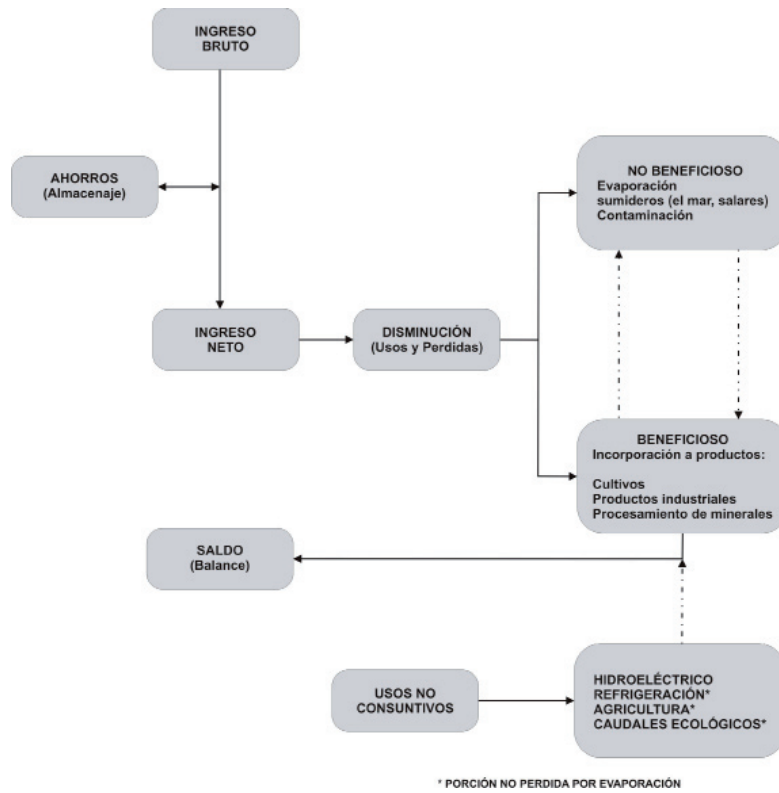 INGRESO
BRUTO
AHORROS
(Almacenaje)
NO BENEFICIOSO
Evaporación
sumideros (el mar, salares)
Contaminación
INGRESO
NETO
DISMINUCIÓN
(Usos y Perdidas)
BENEFICIOSO
Incorporación a productos:
Cultivos
Productos industriales
Procesamiento de minerales
SALDO
(Balance)
USOS NO
CONSUNTIVOS
HIDROELÉCTRICO
REFRIGERACIÓN*
AGRICULTURA*
CAUDALES ECOLÓGICOS*
* PORCIÓN NO PERDIDA POR EVAPORACIÓN